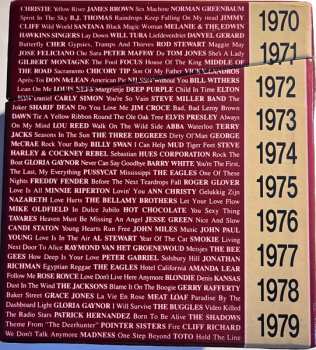 CHRISTIE Yellow River JAMES BROWN Sex Machine NORMAN GREENBAUM
Spirit In The Sky B.J. THOMAS Raindrops Keep Falling On My Head JIMMY
CLIFF Wild World SANTANA Black Magic Woman MELANIE & THE EDWIN
HAWKINS SINGERS Lay Down WILL TURA Liefdesverdriet DANYEL GERARD
Butterfly CHER Gypsies, Tramps And Thieves ROD STEWART Maggie May
JOSE FELICIANO Che Sara PETER MAFFAY Du TOM JONES She's A Lady
GILBERT MONTAGNE The Fool FOCUS House Of The King MIDDLE OF
THE ROAD Sacramento CHICORY TIP Son Of My Father VICKY LEANDROS
Après-Toi DON McLEAN American Pie Without You BILL WITHERS
Lean On Me LOUIS NEEFS Margrietje DEEP PURPLE Child In Time ELTON
JOHN Daniel CARLY SIMON You're So Vain STEVE MILLER BAND The
Joker SHARIF DEAN Do You Love Me JIM CROCE Bad, Bad Leroy Brown
DAWN Tie A Yellow Ribbon Round The Ole Oak Tree ELVIS PRESLEY Always
On My Mind LOU REED Walk On The Wild Side ABBA Waterloo TERRY
JACKS Seasons In The Sun THE THREE DEGREES Dirty Ol'Man GEORGE
McCRAE Rock Your Baby BILLY SWAN I Can Help MUD Tiger Feet STEVE
HARLEY & COCKNEY REBEL Sebastian HUES CORPORATION Rock The
Boat GLORIA GAYNOR Never Can Say Goodbye BARRY WHITE You're The First,
The Last, My Everything PUSSYCAT Mississippi THE EAGLES One Of These
Nights FREDDY FENDER Before The Next Teardrop Falls ROGER GLOVER
Love Is All MINNIE RIPERTON Lovin' You ANN CHRISTY Gelukkig Zijn
NAZARETH Love Hurts THE BELLAMY BROTHERS Let Your Love Flow
MIKE OLDFIELD In Dulce Jubilo HOT CHOCOLATE You Sexy Thing
TAVARES Heaven Must Be Missing An Angel JESSE GREEN Nice And Slow
CANDI STATON Young Hearts Run Free JOHN MILES Music JOHN PAUL
YOUNG Love Is In The Air AL STEWART Year Of The Cat SMOKIE Living
Next Door To Alice RAYMOND VAN HET GROENEWOUD Meisjes THE BEE
GEES How Deep Is Your Love PETER GABRIEL Solsbury Hill JONATHAN
RICHMAN Egyptian Reggae THE EAGLES Hotel California AMANDA LEAR
Follow Me ROSE ROYCE Love Don't Live Here Anymore BLONDIE Denis KANSAS
Dust In The Wind THE JACKSONS Blame It On The Boogie GERRY RAFFERTY
Baker Street GRACE JONES La Vie En Rose MEAT LOAF Paradise By The
Dashboard Light GLORIA GAYNOR I Will Survive THE BUGGLES Video Killed
The Radio Stars PATRICK HERNANDEZ Born To Be Alive THE SHADOWS
Theme From "The Deerhunter" POINTER SISTERS Fire CLIFF RICHARD
We Don't Talk Anymore MADNESS One Step Beyond TOTO Hold The Line
1970
1971
1972
1973
1974
1975
1976
1977
1978
1979